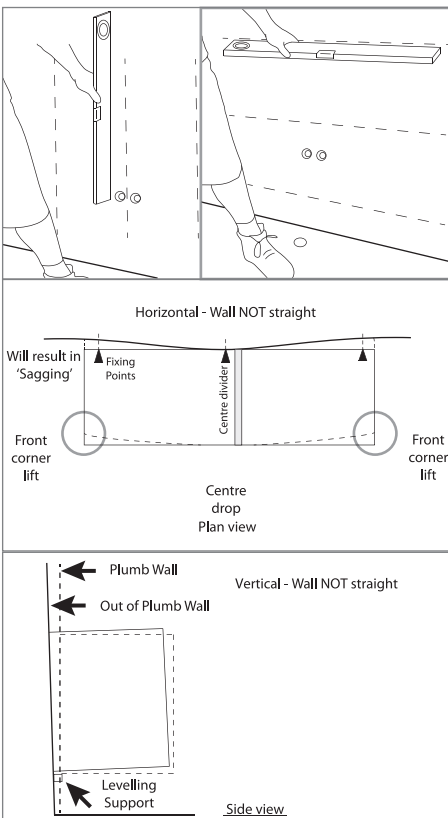 Horizontal - Wall NOT straight
Will result in
'Sagging'
Fixing
Points
Centre divider
Front
corner
lift
Front
corner
lift
Centre
drop
Plan view
Plumb Wall
Vertical - Wall NOT straight
Out of Plumb Wall
Levelling
Support
Side view